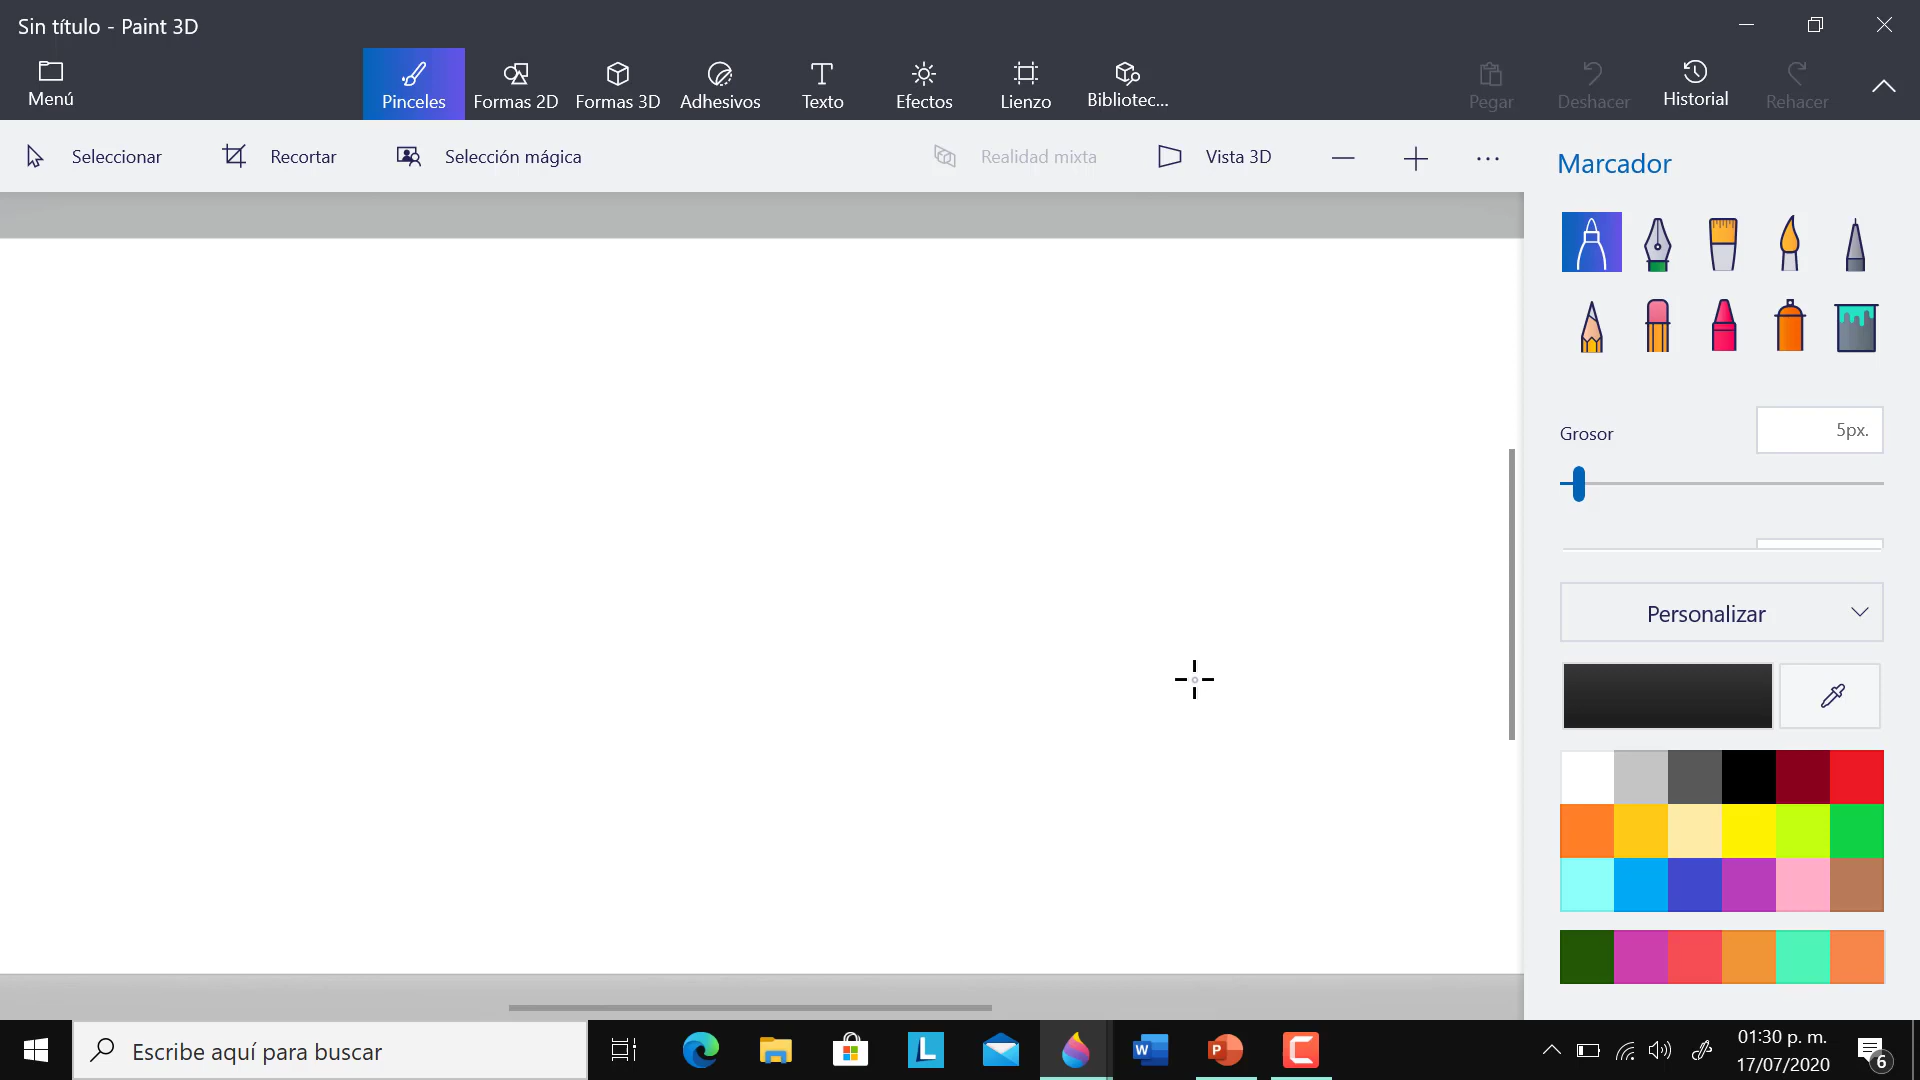 Sin título - Paint 3D
Menú
Pinceles
Formas 2D
Formas 3D
Adhesivos
Texto
Efectos
Lienzo
Bibliotec...
Pegar
Deshacer
Historial
Rehacer
Seleccionar
Recortar
Selección mágica
Realidad mixta
Vista 3D
Marcador
Grosor
5px.
Personalizar
Escribe aquí para buscar
L
W
P
C
01:30 p. m.
17/07/2020
6